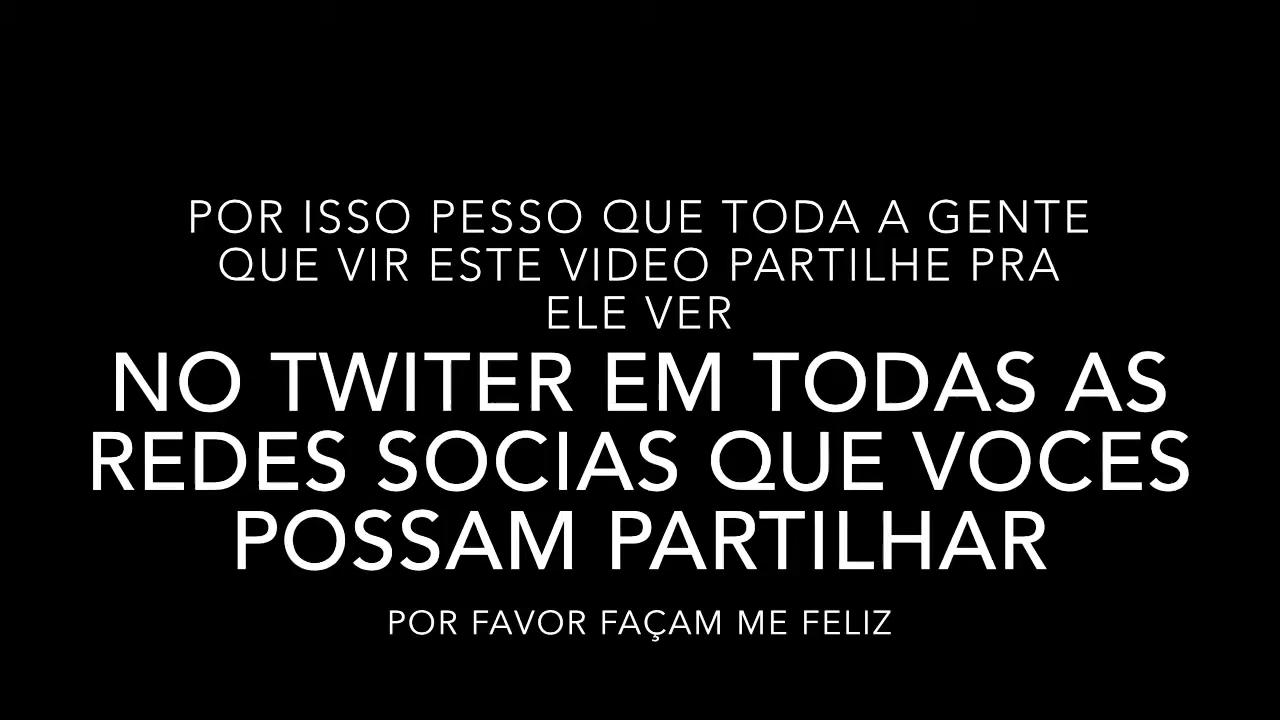 POR ISSO PESSO QUE TODA A GENTE
QUE VIR ESTE VIDEO PARTILHE PRA
ELE VER
NO TWITER EM TODAS AS
REDES SOCIAS QUE VOCES
POSSAM PARTILHAR
POR FAVOR FAÇAM ME FELIZ